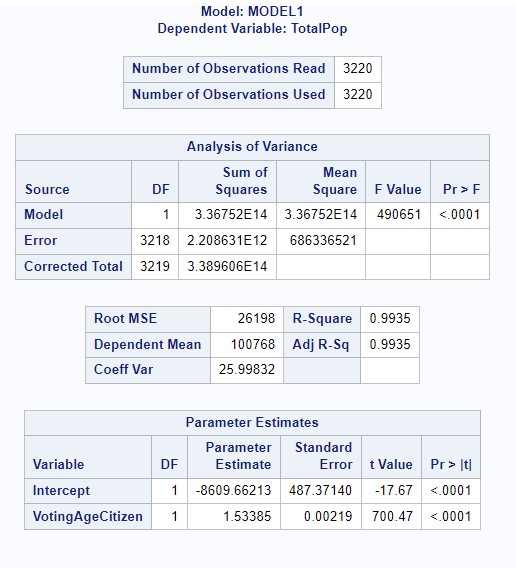 Model: MODEL1
Dependent Variable: TotalPop
Number of Observations Read 3220
Number of Observations Used 3220
Analysis of Variance
Source DF Sum of Squares Mean Square F Value Pr > F
Model 1 3.36752E14 3.36752E14 490651 <.0001
Error 3218 2.208631E12 686336521
Corrected Total 3219 3.389606E14
Root MSE 26198 R-Square 0.9935
Dependent Mean 100768 Adj R-Sq 0.9935
Coeff Var 25.99832
Parameter Estimates
Variable DF Parameter Estimate Standard Error t Value Pr > |t|
Intercept 1 -8609.66213 487.37140 -17.67 <.0001
VotingAgeCitizen 1 1.53385 0.00219 700.47 <.0001